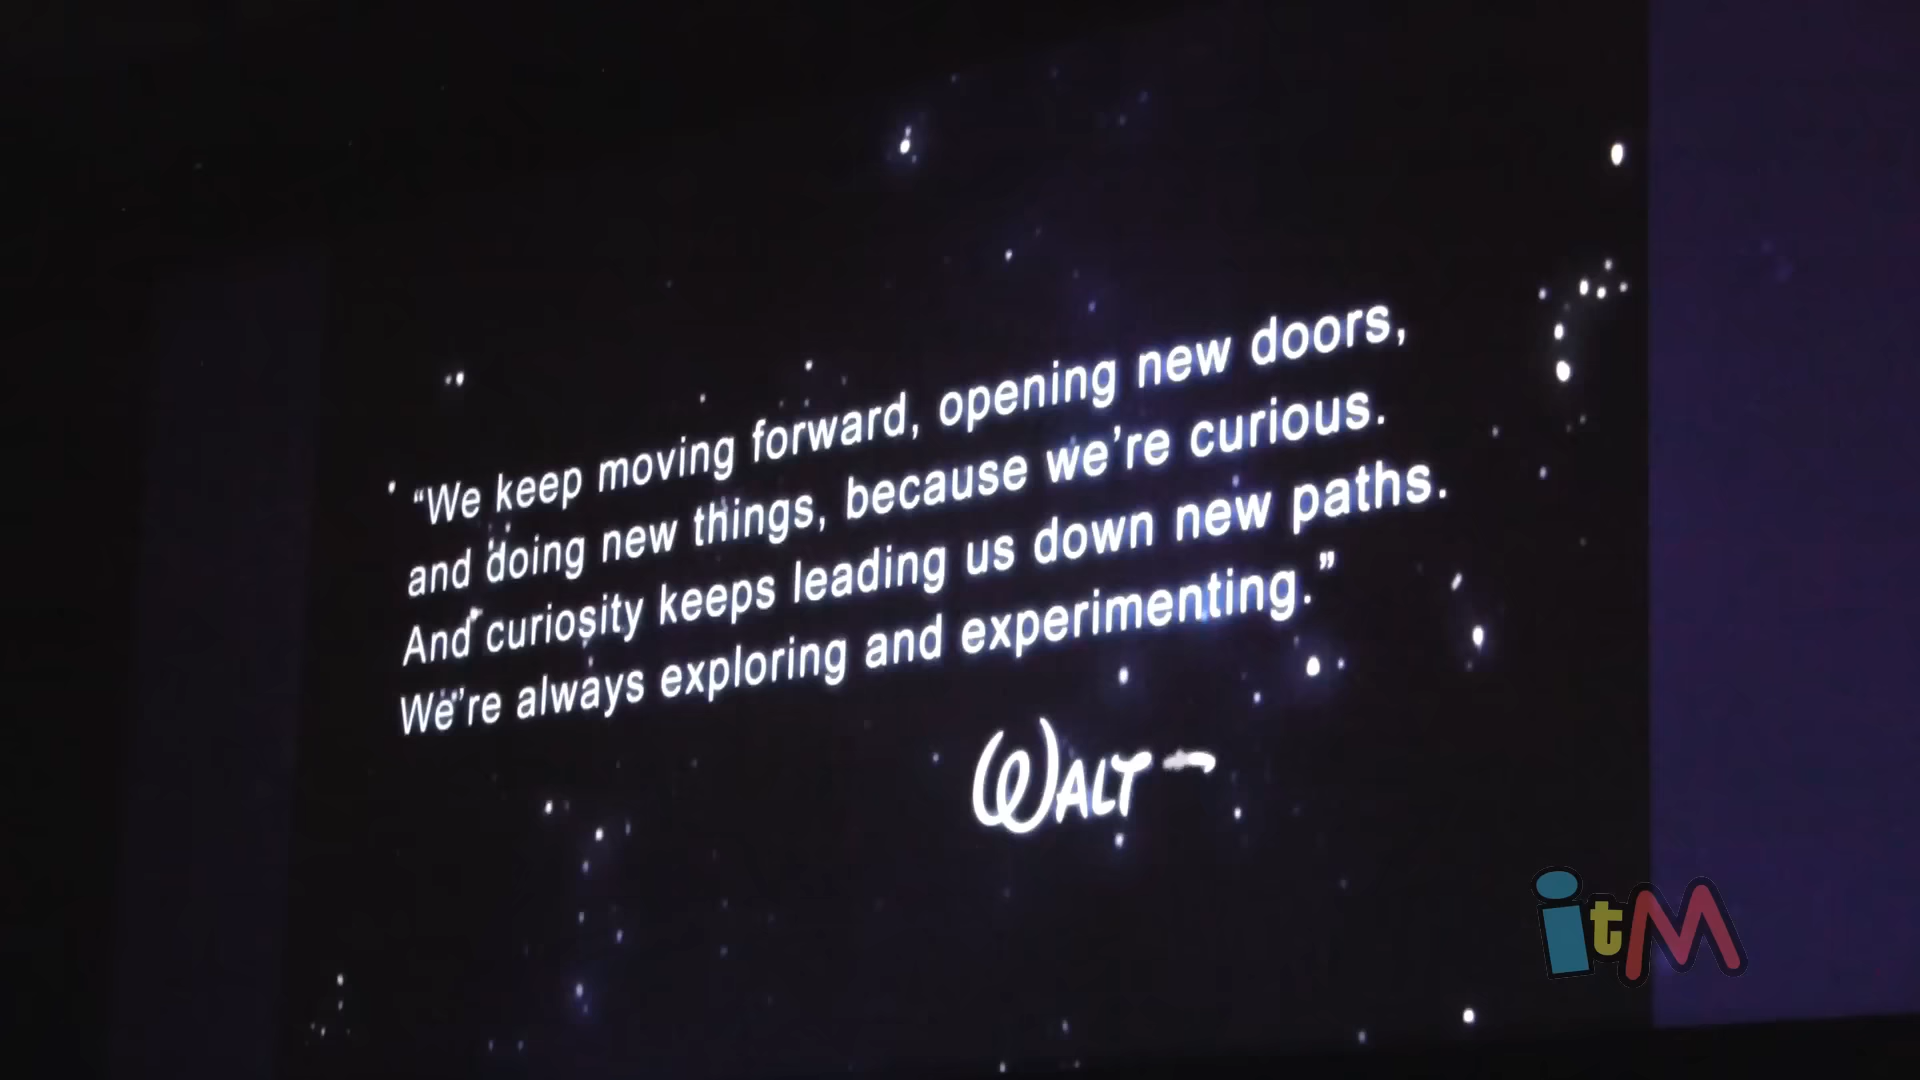 “We keep moving forward, opening new doors,
and doing new things, because we’re curious.
And curiosity keeps leading us down new paths.
We’re always exploring and experimenting.”
WALT
itM